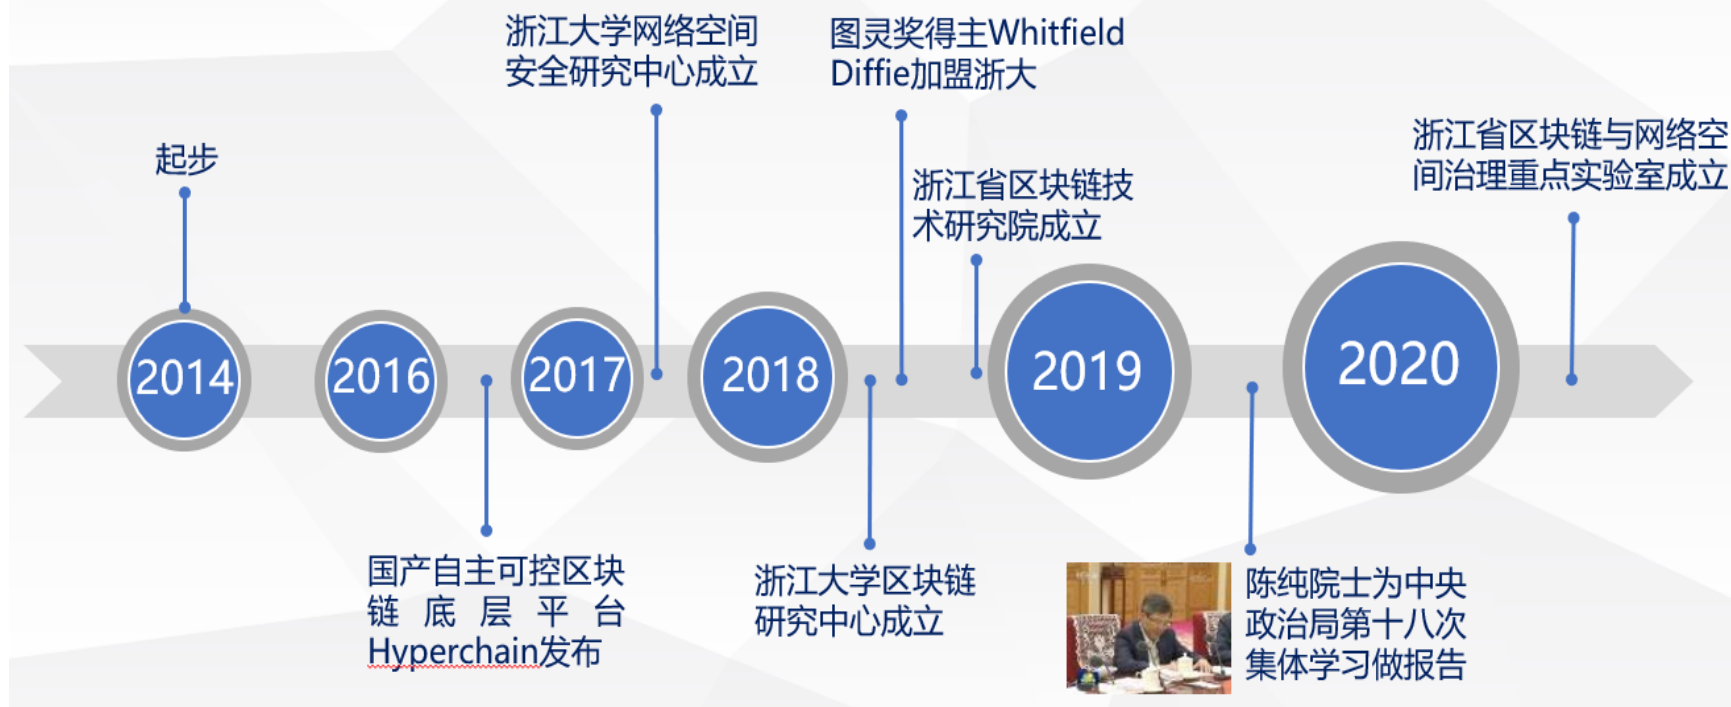 浙江大学网络空间
安全研究中心成立
图灵奖得主Whitfield
Diffie加盟浙大
浙江省区块链与网络空
间治理重点实验室成立
起步
浙江省区块链技
术研究院成立
2014
2016
2017
2018
2019
2020
国产自主可控区块
链底层平台
Hyperchain发布
浙江大学区块链
研究中心成立
陈纯院士为中央
政治局第十八次
集体学习做报告